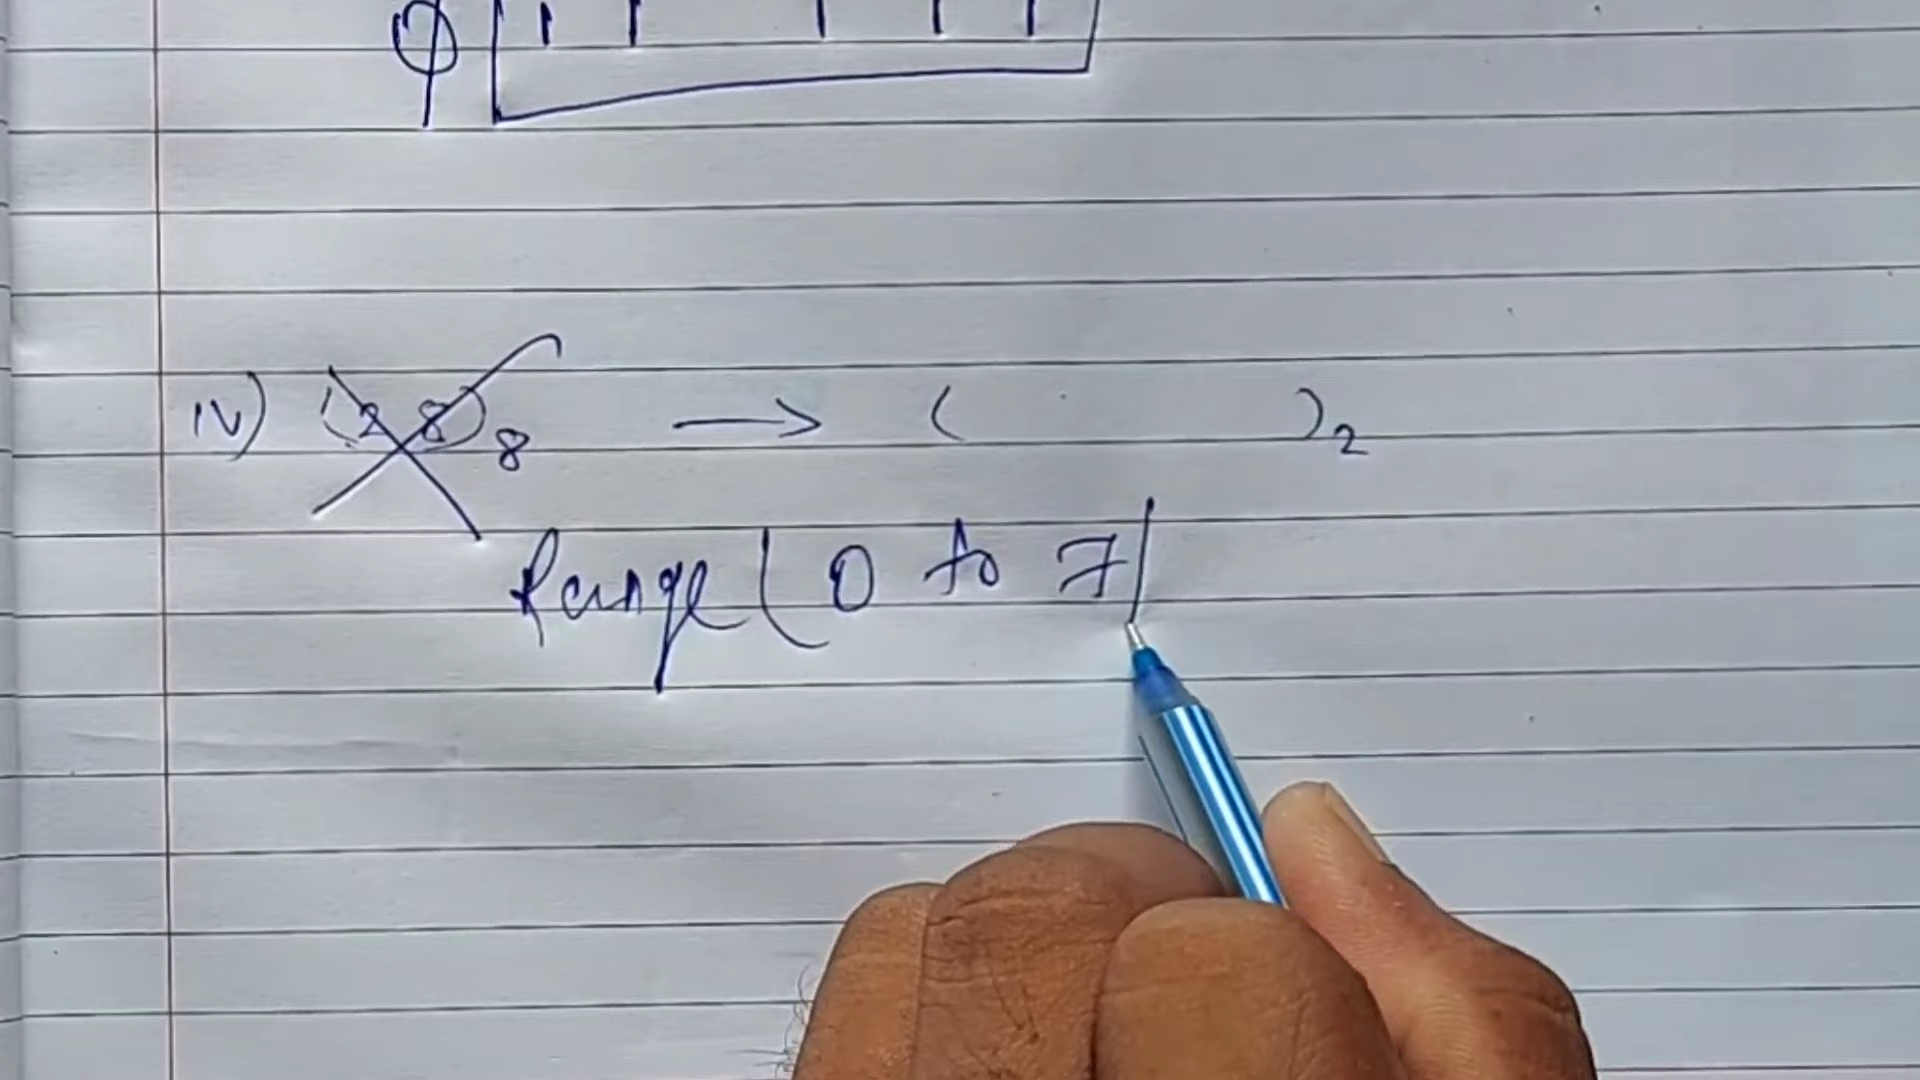 IV) (28)8 → ( )2
Range (0 to 7)